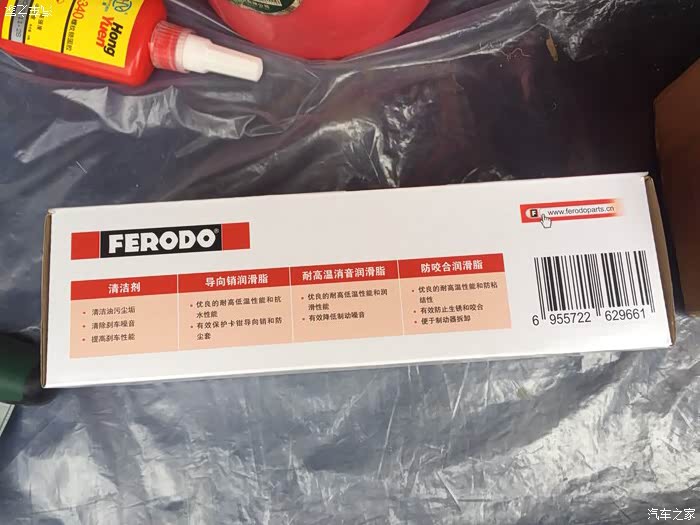 340
Hong
Yuen
FERODO
www.ferodoparts.cn
清洁剂
• 清洁油污尘垢
• 清除刹车噪音
• 提高刹车性能
导向销润滑脂
• 优良的耐高低温性能和抗
水性能
• 有效保护卡钳导向销和防
尘套
耐高温消音润滑脂
• 优良的耐高低温性能和润
滑性能
• 有效降低制动噪音
防咬合润滑脂
• 优良的耐高低温性能和防粘
结性
• 有效防止生锈和咬合
• 便于制动器拆卸
6 955722 629661
汽车之家